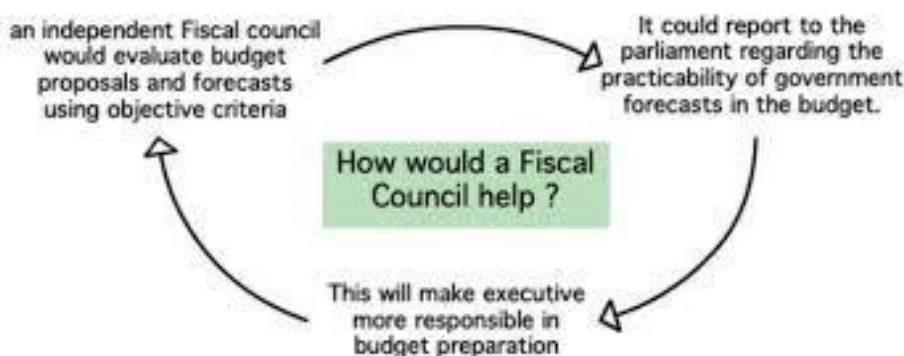 an independent Fiscal council
would evaluate budget
proposals and forecasts
using objective criteria
It could report to the
parliament regarding the
practicability of government
forecasts in the budget.
How would a Fiscal
Council help ?
This will make executive
more responsible in
budget preparation